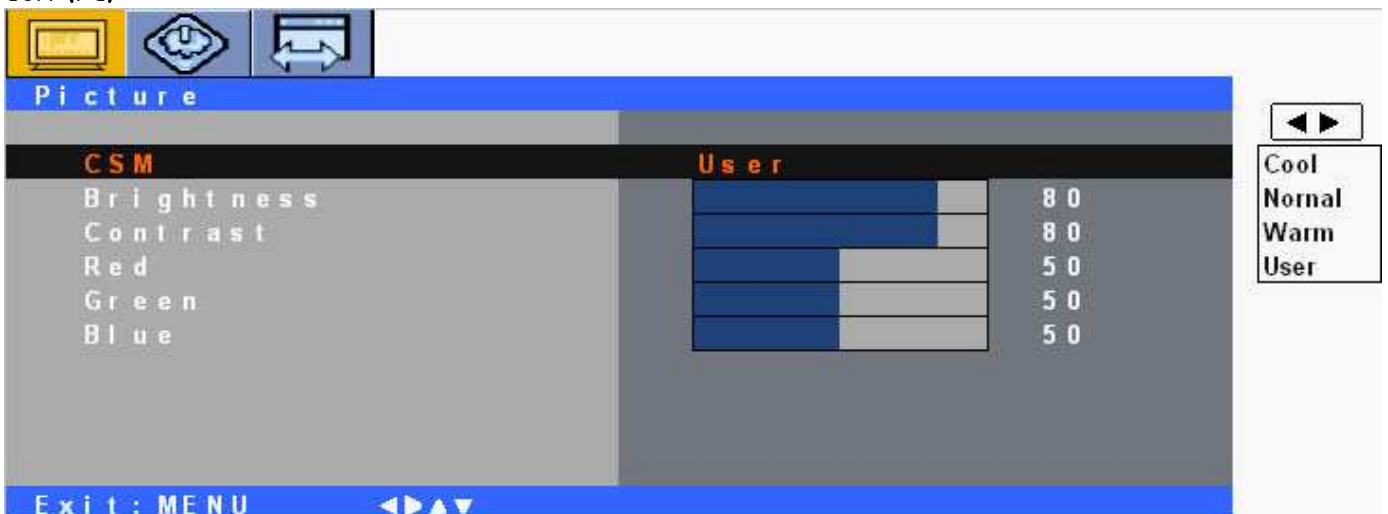 Picture
CSM User
Brightness 80
Contrast 80
Red 50
Green 50
Blue 50
Exit: MENU ◀▶▲▼
◀ ▶
Cool
Nornal
Warm
User